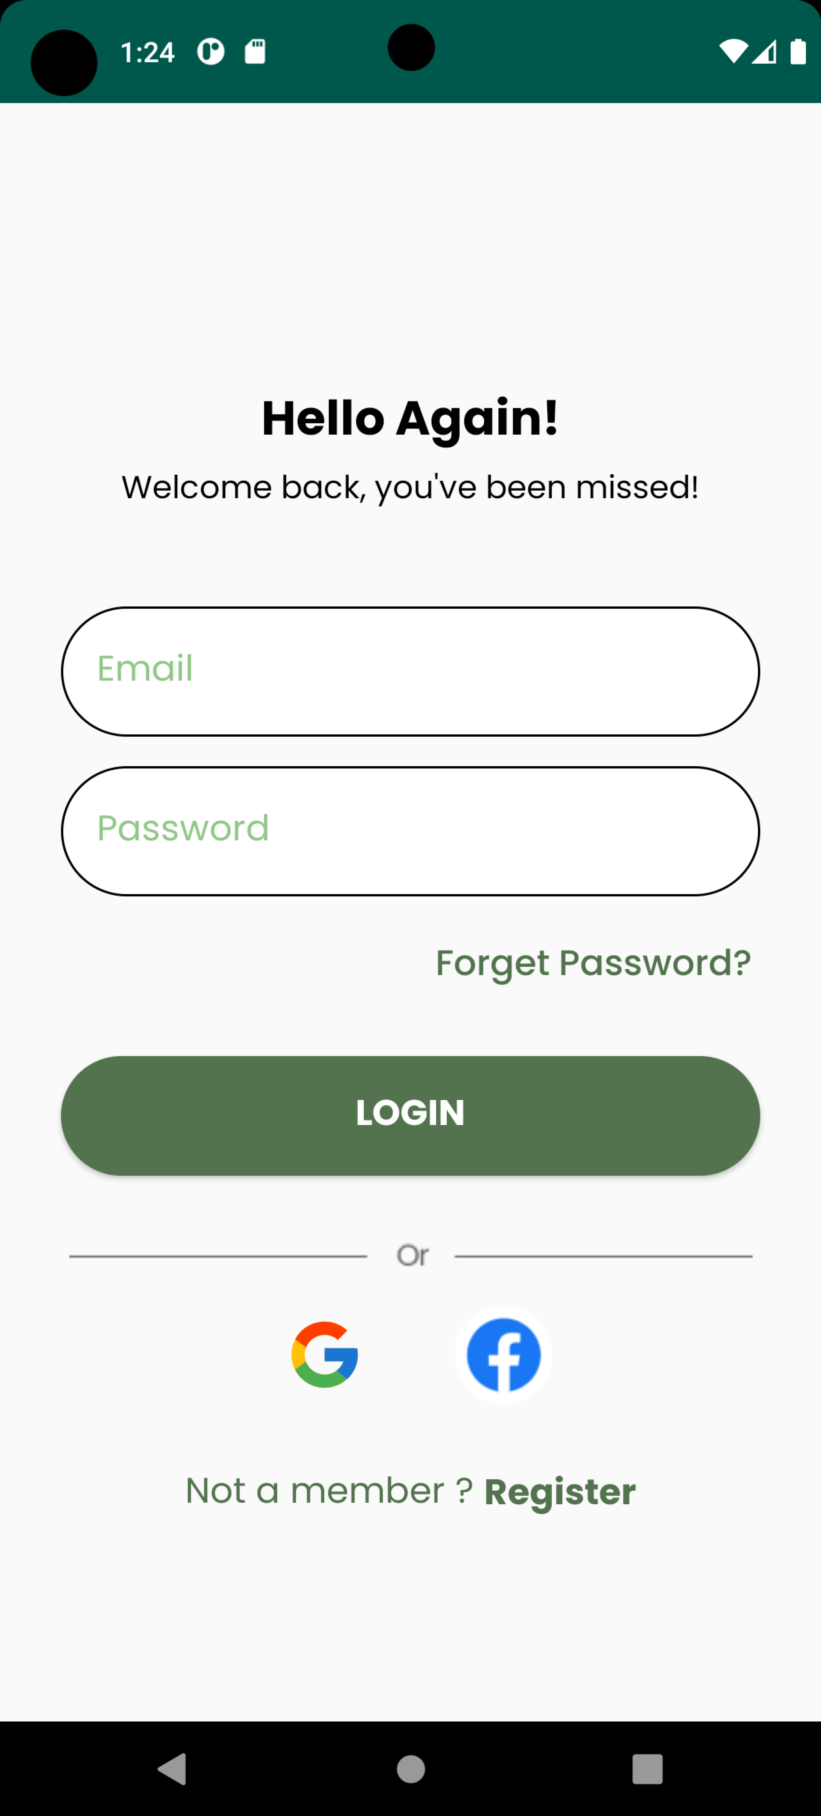 1:24
Hello Again!
Welcome back, you've been missed!
Email
Password
Forget Password?
LOGIN
Or
Not a member ? Register